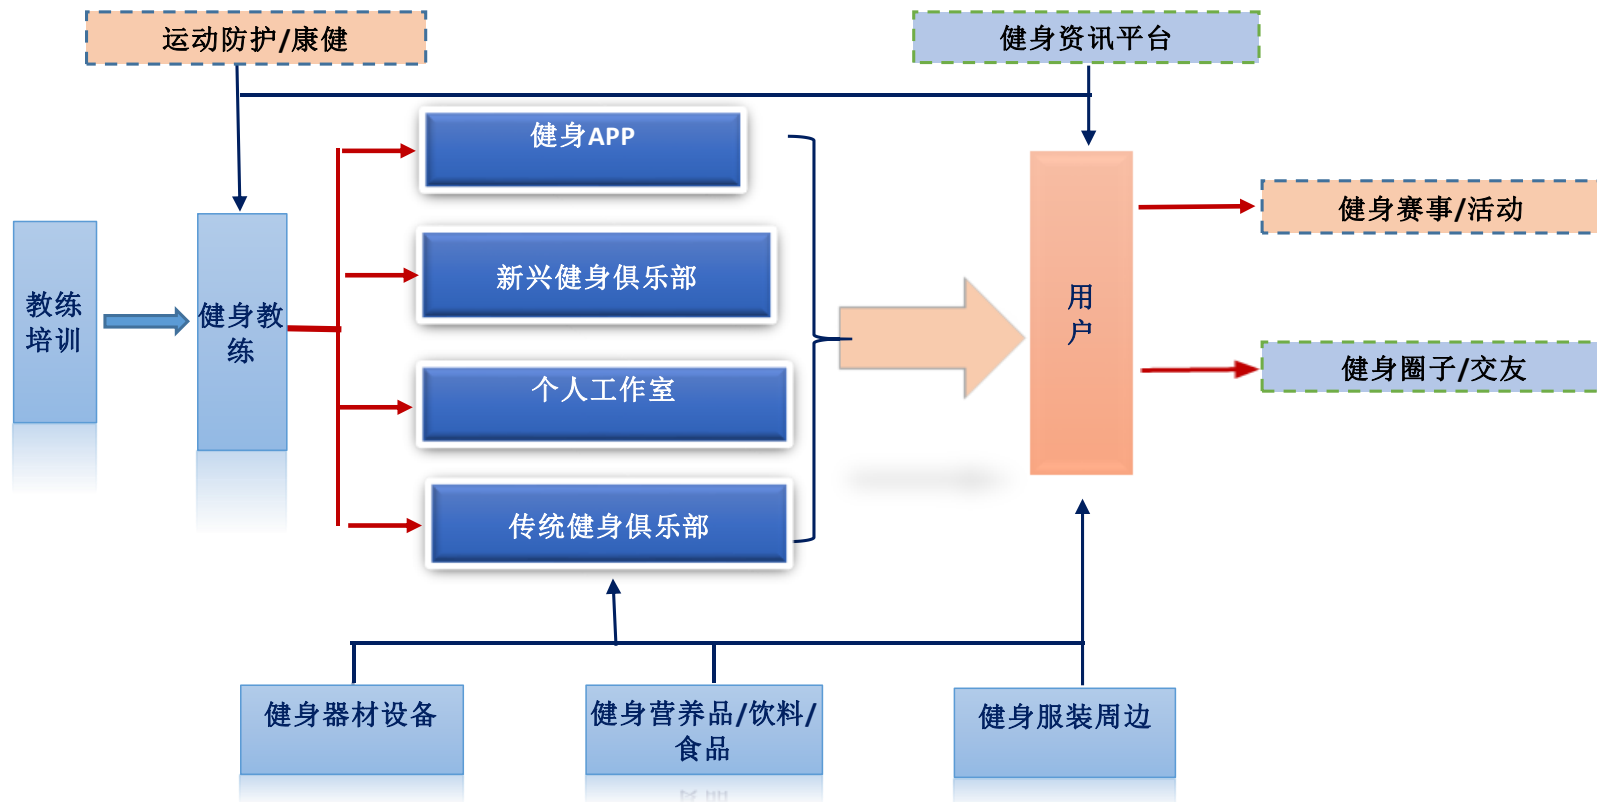 运动防护/康健
健身资讯平台
健身APP
新兴健身俱乐部
个人工作室
传统健身俱乐部
教练
培训
健身教
练
用
户
健身赛事/活动
健身圈子/交友
健身器材设备
健身营养品/饮料/
食品
健身服装周边